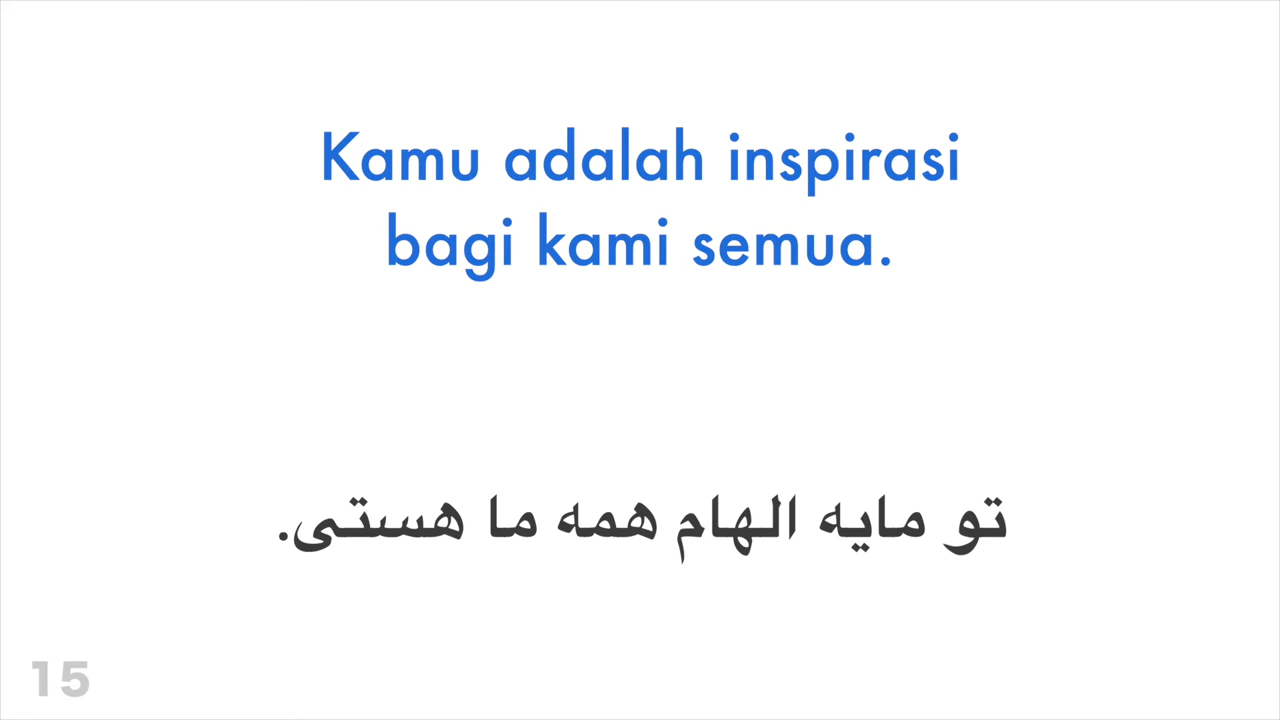 Kamu adalah inspirasi
bagi kami semua.
تو مایه الهام همه ما هستی.
15